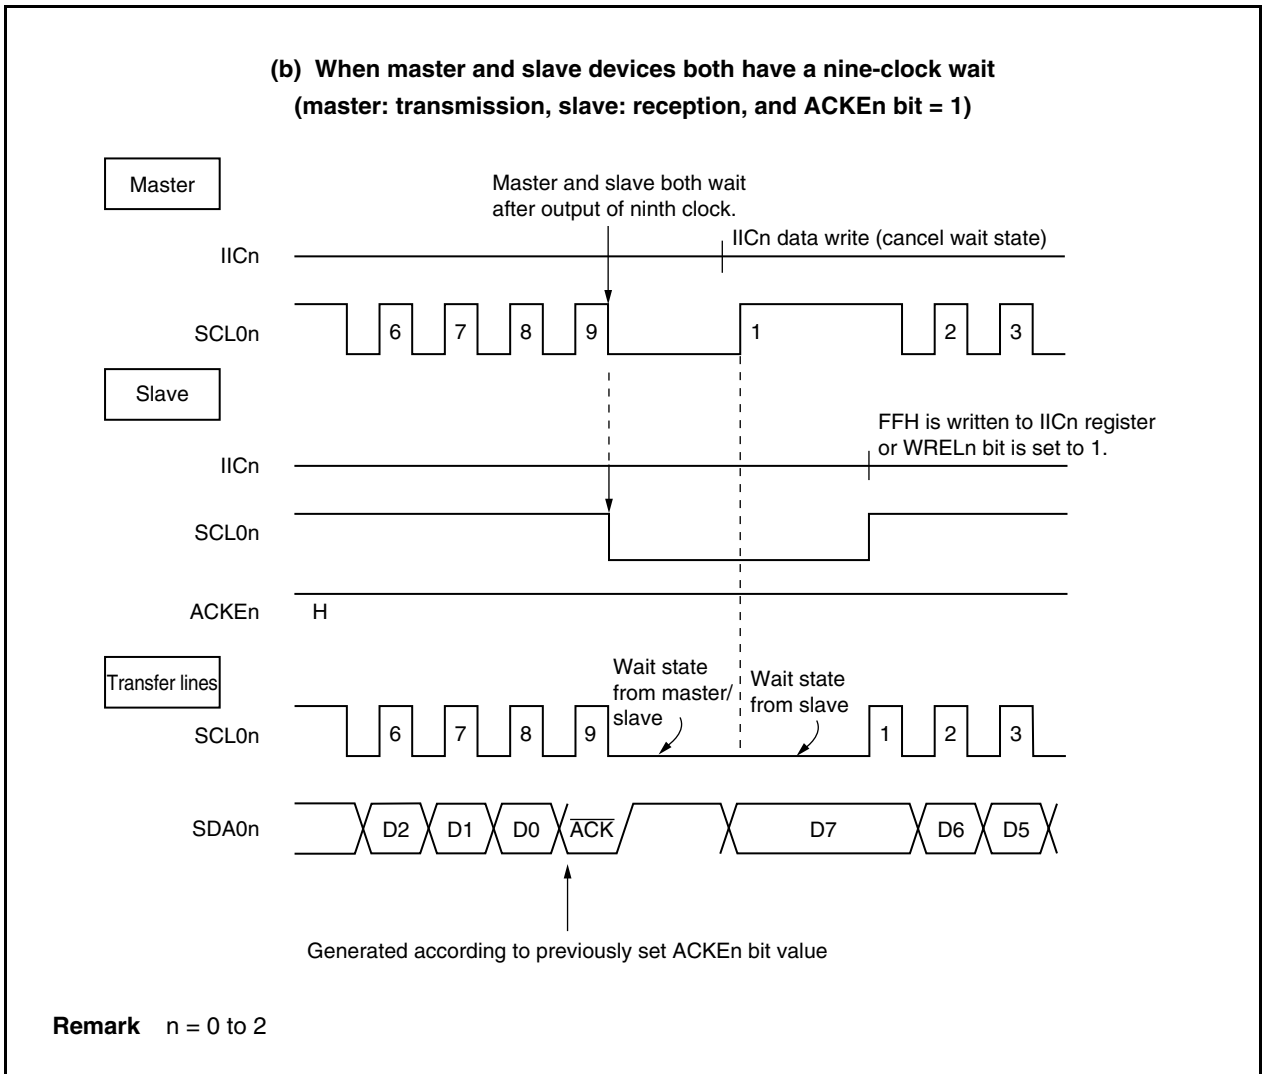 (b) When master and slave devices both have a nine-clock wait
(master: transmission, slave: reception, and ACKEn bit = 1)
Master
Master and slave both wait
after output of ninth clock.
IICn
IICn data write (cancel wait state)
SCL0n
6 7 8 9 1 2 3
Slave
FFH is written to IICn register
or WRELn bit is set to 1.
IICn
SCL0n
ACKEn
H
Transfer lines
Wait state
from master/
slave
Wait state
from slave
SCL0n
6 7 8 9 1 2 3
SDA0n
D2 D1 D0 ACK D7 D6 D5
Generated according to previously set ACKEn bit value
Remark n = 0 to 2